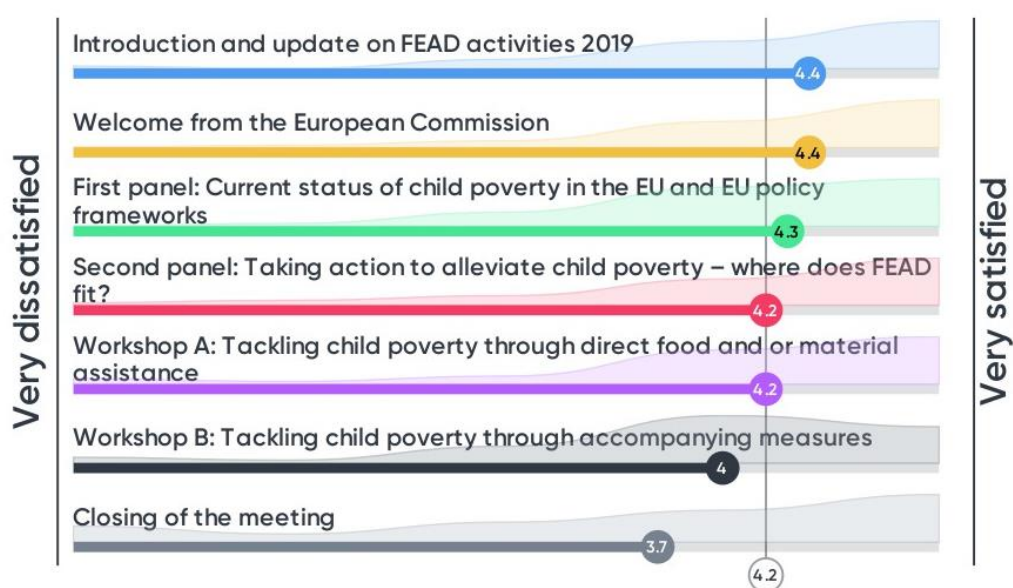 Very dissatisfied
Introduction and update on FEAD activities 2019
4.4
Welcome from the European Commission
4.4
First panel: Current status of child poverty in the EU and EU policy
frameworks
4.3
Second panel: Taking action to alleviate child poverty – where does FEAD
fit?
4.2
Workshop A: Tackling child poverty through direct food and or material
assistance
4.2
Workshop B: Tackling child poverty through accompanying measures
4
Closing of the meeting
3.7
4.2
Very satisfied